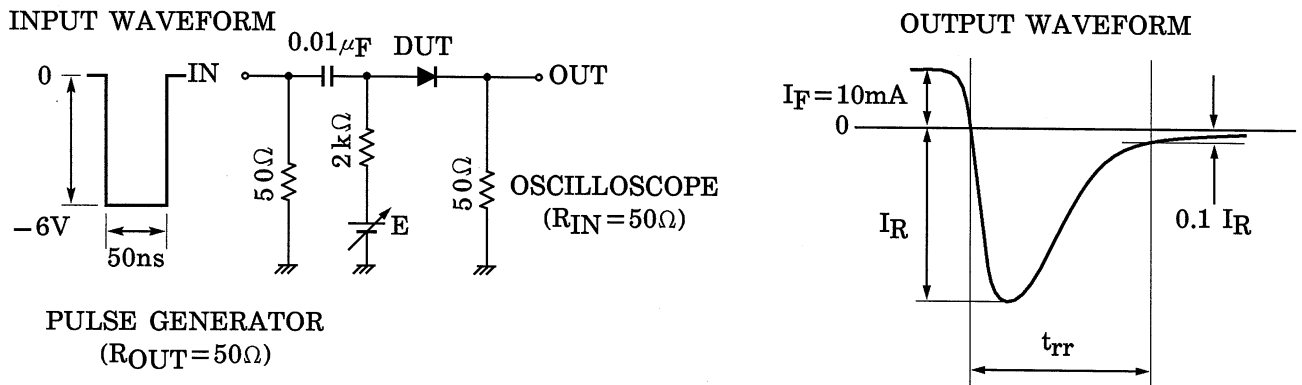 INPUT WAVEFORM
0
IN
−6V
50ns
PULSE GENERATOR
(ROUT=50Ω)
0.01μF
DUT
OUT
50Ω
2kΩ
E
50Ω
OSCILLOSCOPE
(RIN=50Ω)
OUTPUT WAVEFORM
IF=10mA
0
IR
0.1 IR
trr